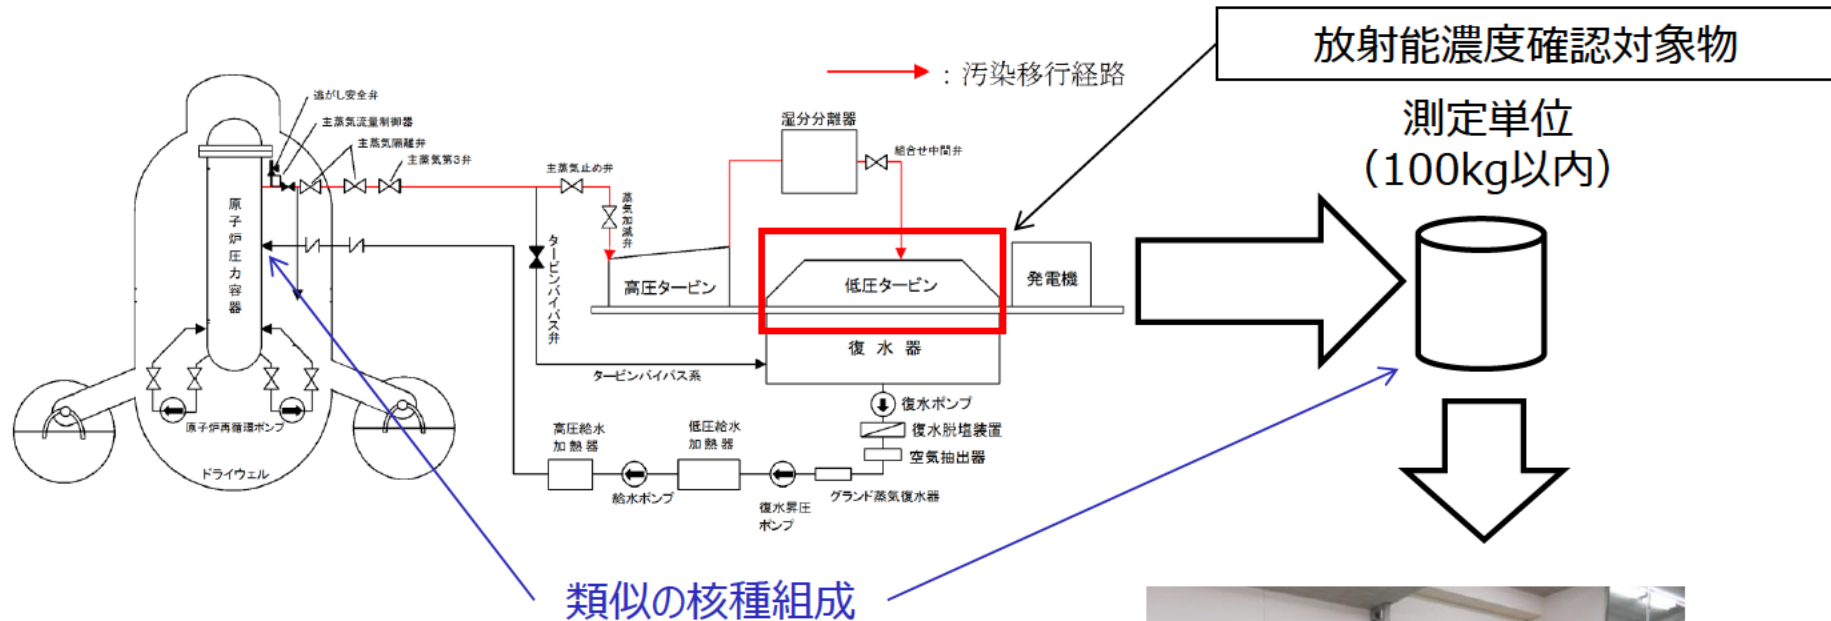 放射能濃度確認対象物
：汚染移行経路
測定単位
（100kg以内）
逃がし安全弁
主蒸気流量制御器
主蒸気隔離弁
主蒸気第3弁
湿分分離器
組合せ中間弁
主蒸気止め弁
蒸気加減弁
原子炉圧力容器
タービンバイパス弁
高圧タービン
低圧タービン
発電機
復水器
タービンバイパス系
復水ポンプ
復水脱塩装置
空気抽出器
グランド蒸気復水器
復水昇圧
ポンプ
低圧給水
加熱器
給水ポンプ
高圧給水
加熱器
原子炉再循環ポンプ
ドライウェル
類似の核種組成